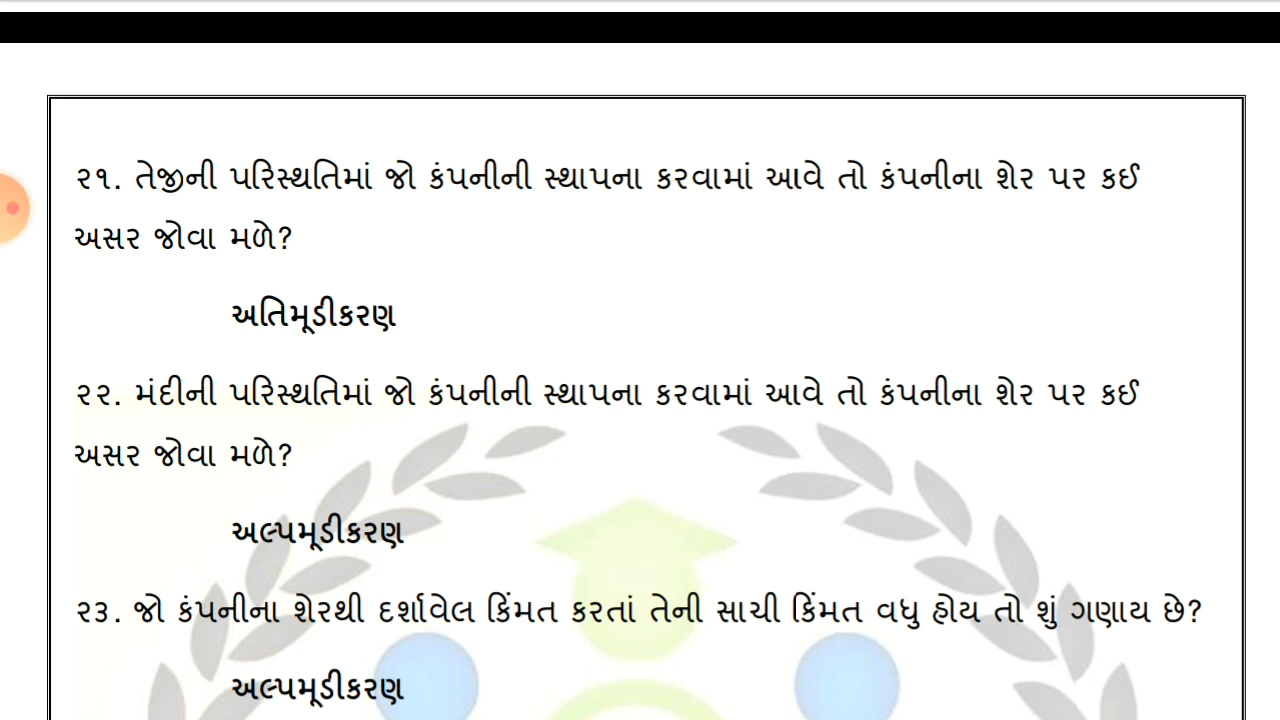 ૨૧. તેજીની પરિસ્થતિમાં જો કંપનીની સ્થાપના કરવામાં આવે તો કંપનીના શેર પર કઈ
અસર જોવા મળે?
અતિમૂડીકરણ
૨૨. મંદીની પરિસ્થતિમાં જો કંપનીની સ્થાપના કરવામાં આવે તો કંપનીના શેર પર કઈ
અસર જોવા મળે?
અલ્પમૂડીકરણ
૨૩. જો કંપનીના શેરથી દર્શાવેલ કિંમત કરતાં તેની સાચી કિંમત વધુ હોય તો શું ગણાય છે?
અલ્પમૂડીકરણ